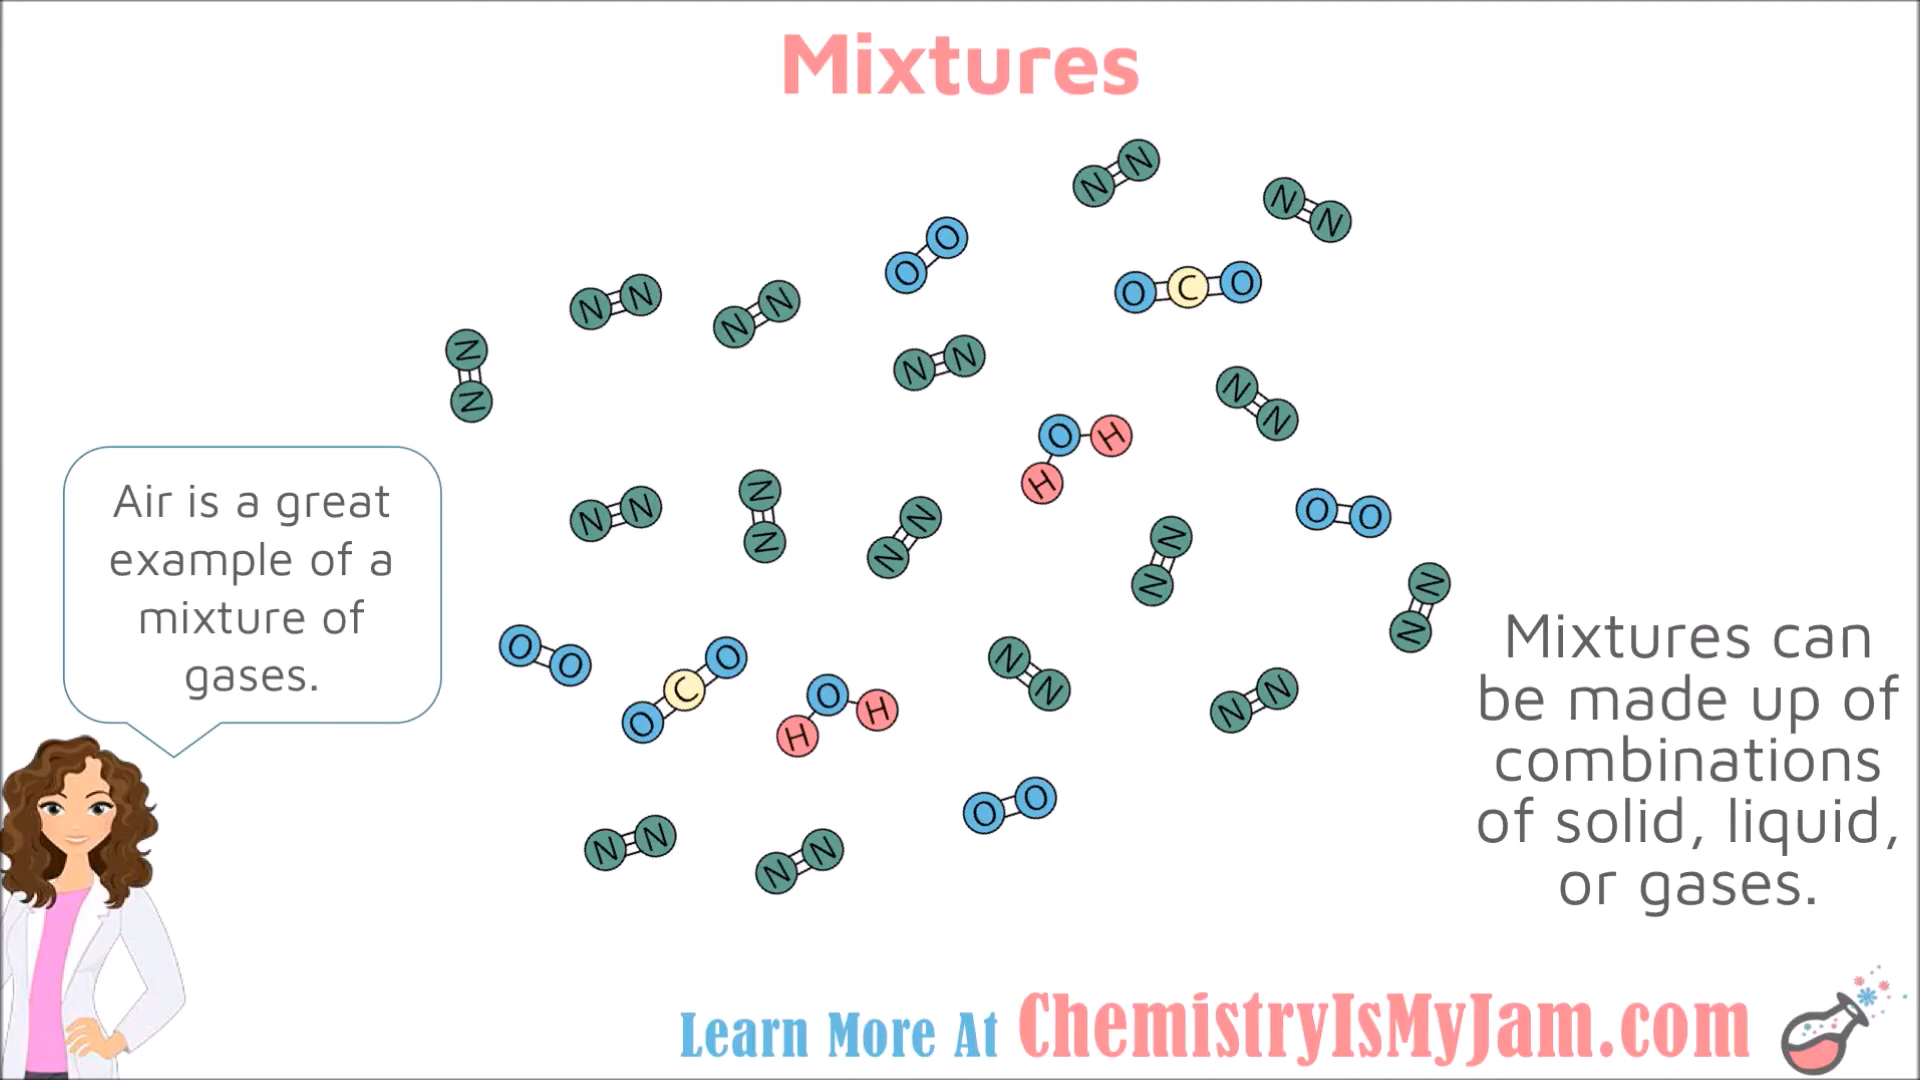 Mixtures
N N
N N
O O
O C O
N N
N N
N
N
N N
N N
O H
H
N N
N
N
N
N
O O
N
N
N
N
O O
O
C
O
O
H H
N N
N N
O O
N N
N N
Air is a great
example of a
mixture of
gases.
Mixtures can
be made up of
combinations
of solid, liquid,
or gases.
Learn More At ChemistryIsMyJam.com